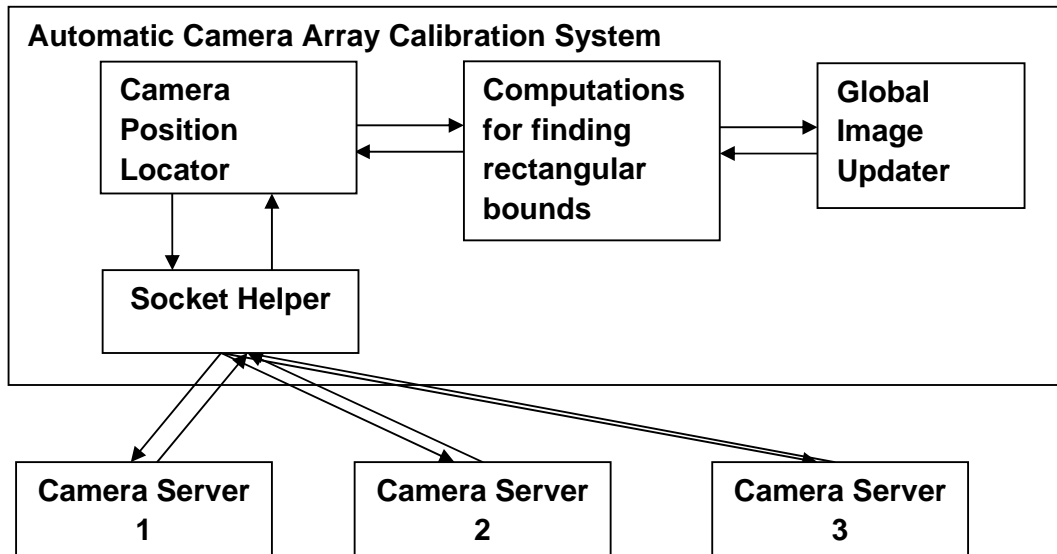 Automatic Camera Array Calibration System
Camera
Position
Locator
Computations
for finding
rectangular
bounds
Global
Image
Updater
Socket Helper
Camera Server
1
Camera Server
2
Camera Server
3